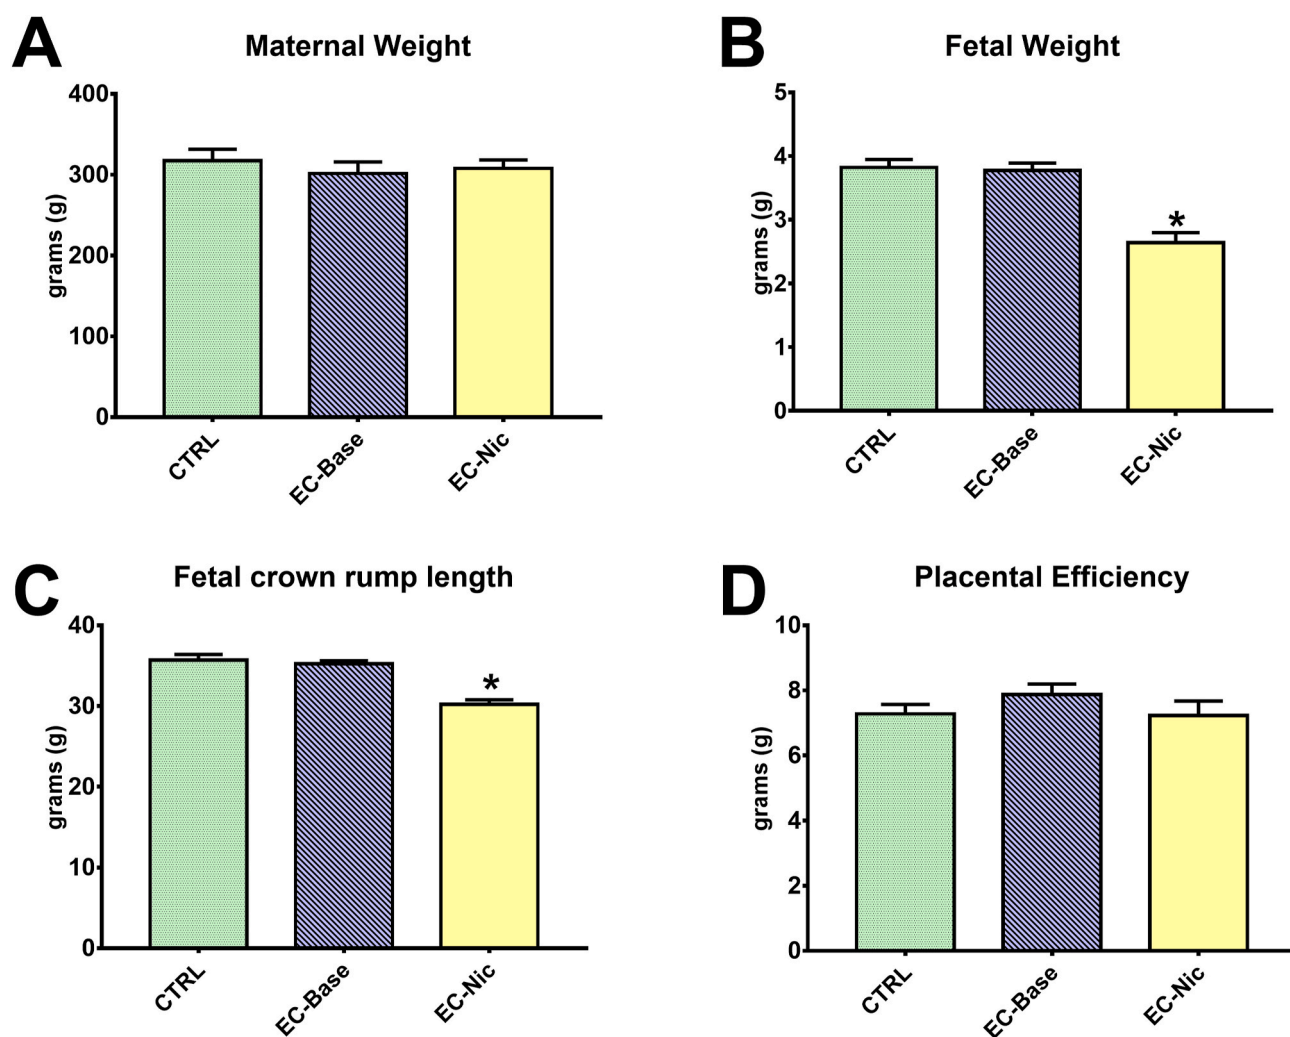 A
Maternal Weight
grams (g)
400
300
200
100
0
CTRL
EC-Base
EC-Nic
B
Fetal Weight
grams (g)
5
4
3
2
1
0
*
CTRL
EC-Base
EC-Nic
C
Fetal crown rump length
grams (g)
40
30
20
10
0
*
CTRL
EC-Base
EC-Nic
D
Placental Efficiency
grams (g)
10
8
6
4
2
0
CTRL
EC-Base
EC-Nic